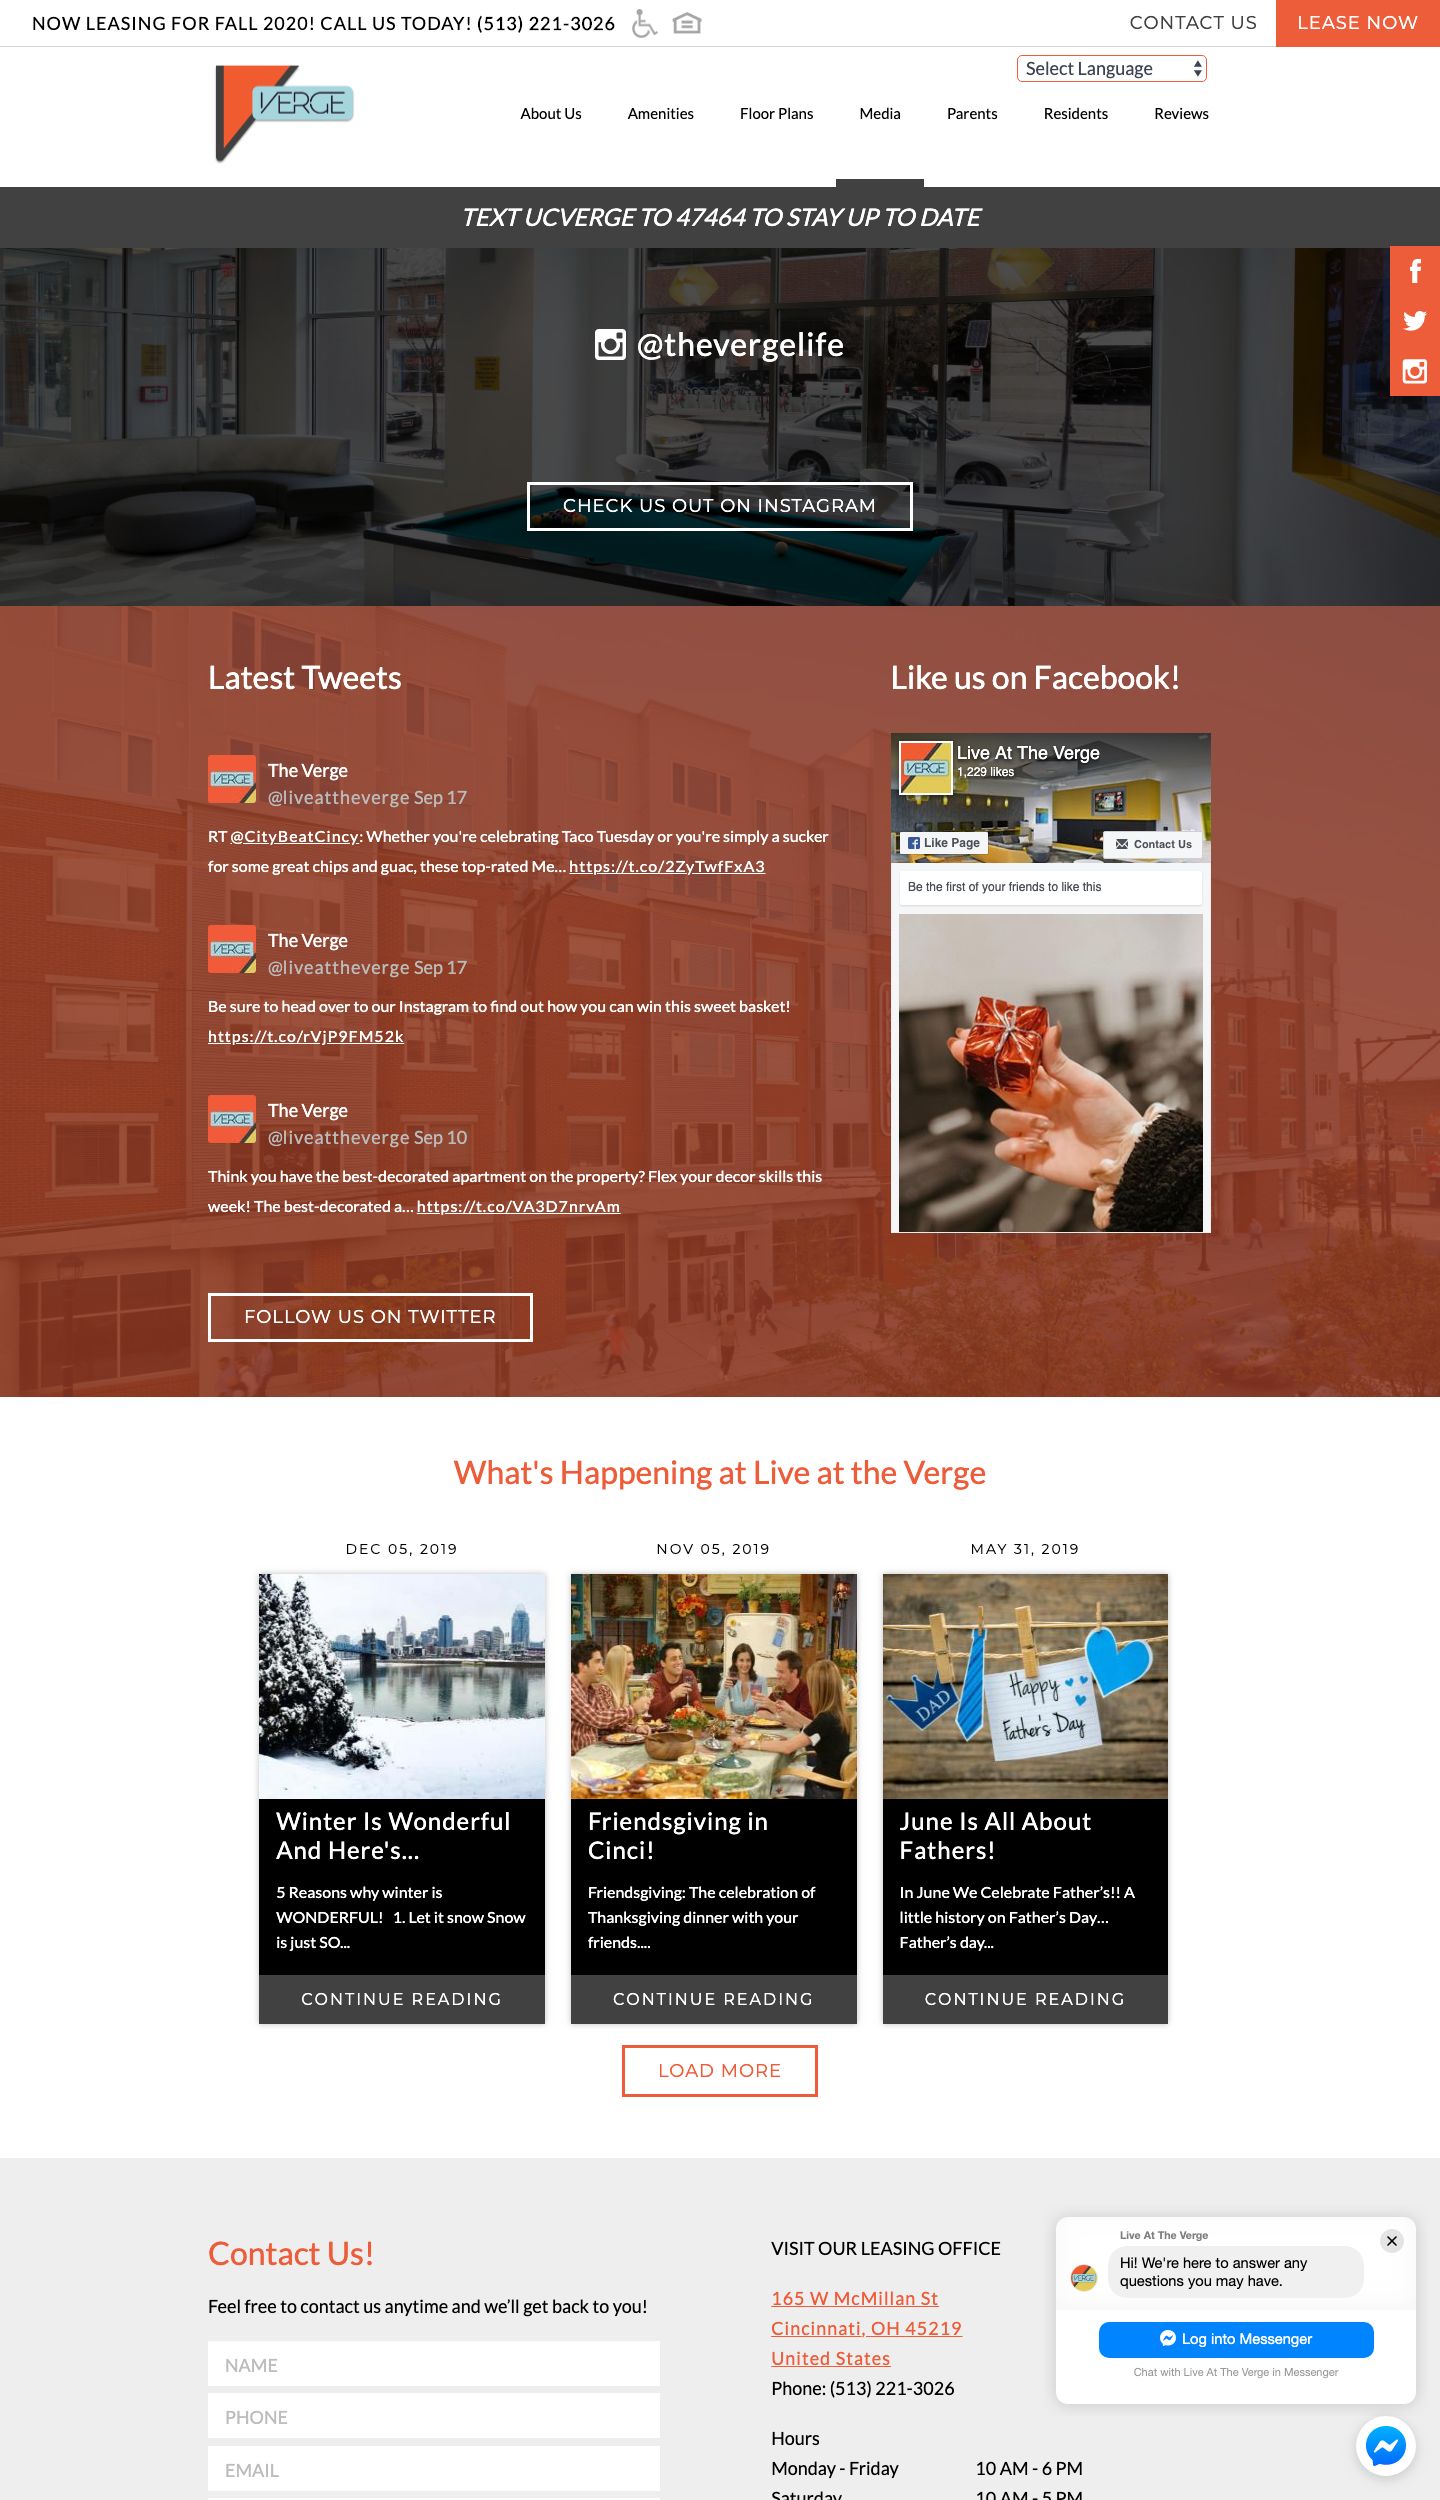 NOW LEASING FOR FALL 2020! CALL US TODAY! (513) 221-3026
CONTACT US
LEASE NOW
Select Language
VERGE
About Us
Amenities
Floor Plans
Media
Parents
Residents
Reviews
TEXT UCVERGE TO 47464 TO STAY UP TO DATE
@thevergelife
CHECK US OUT ON INSTAGRAM
Latest Tweets
VERGE
The Verge
@liveattheverge Sep 17
RT @CityBeatCincy: Whether you're celebrating Taco Tuesday or you're simply a sucker
for some great chips and guac, these top-rated Me... https://t.co/2ZyTwfFxA3
VERGE
The Verge
@liveattheverge Sep 17
Be sure to head over to our Instagram to find out how you can win this sweet basket!
https://t.co/rVjP9FM52k
VERGE
The Verge
@liveattheverge Sep 10
Think you have the best-decorated apartment on the property? Flex your decor skills this
week! The best-decorated a... https://t.co/VA3D7nrvAm
FOLLOW US ON TWITTER
Like us on Facebook!
VERGE
Live At The Verge
1,229 likes
Like Page
Contact Us
Be the first of your friends to like this
What's Happening at Live at the Verge
DEC 05, 2019
Winter Is Wonderful
And Here's...
5 Reasons why winter is
WONDERFUL!   1. Let it snow Snow
is just SO...
CONTINUE READING
NOV 05, 2019
Friendsgiving in
Cinci!
Friendsgiving: The celebration of
Thanksgiving dinner with your
friends....
CONTINUE READING
MAY 31, 2019
DAD
Happy
Father's Day
June Is All About
Fathers!
In June We Celebrate Father's!! A
little history on Father's Day...
Father's day...
CONTINUE READING
LOAD MORE
Contact Us!
Feel free to contact us anytime and we'll get back to you!
NAME
PHONE
EMAIL
VISIT OUR LEASING OFFICE
165 W McMillan St
Cincinnati, OH 45219
United States
Phone: (513) 221-3026
Hours
Monday - Friday 10 AM - 6 PM
Saturday 10 AM - 5 PM
Live At The Verge
VERGE
Hi! We're here to answer any
questions you may have.
Log into Messenger
Chat with Live At The Verge in Messenger